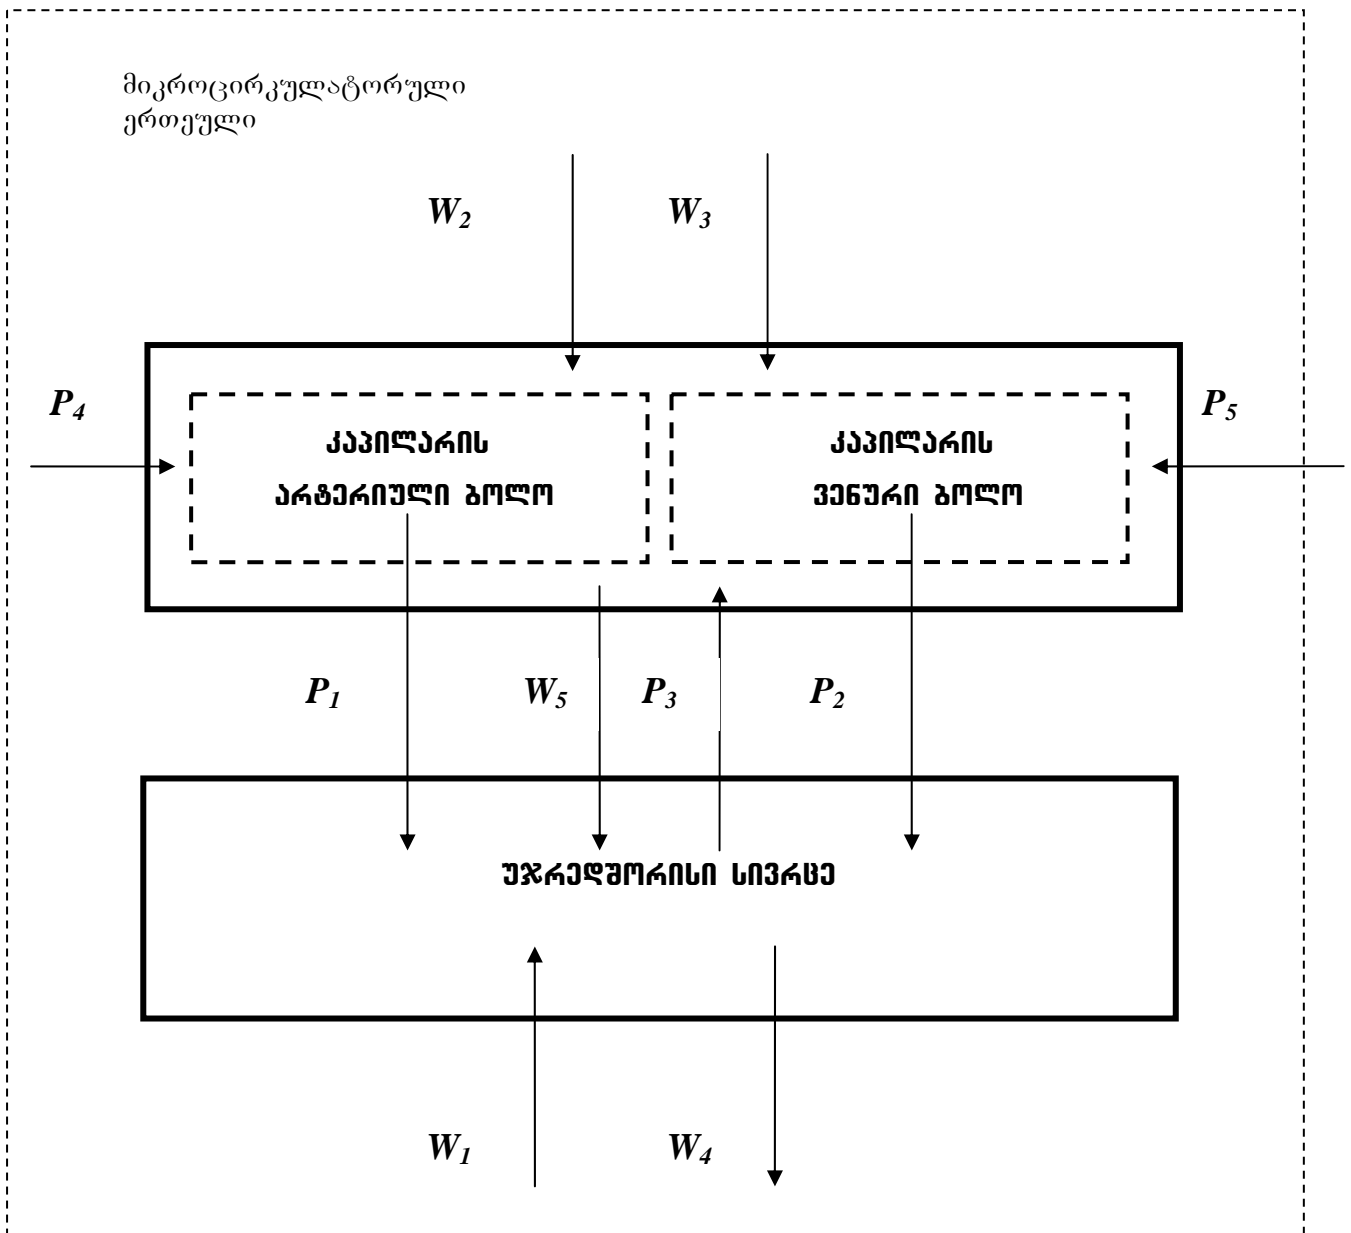 მიკროცირკულატორული
ერთეული
W₂ W₃
P₄ P₅
კაპილარის
არტერიული ბოლო
კაპილარის
ვენური ბოლო
P₁ W₅ P₃ P₂
უჯრედშორისი სივრცე
W₁ W₄